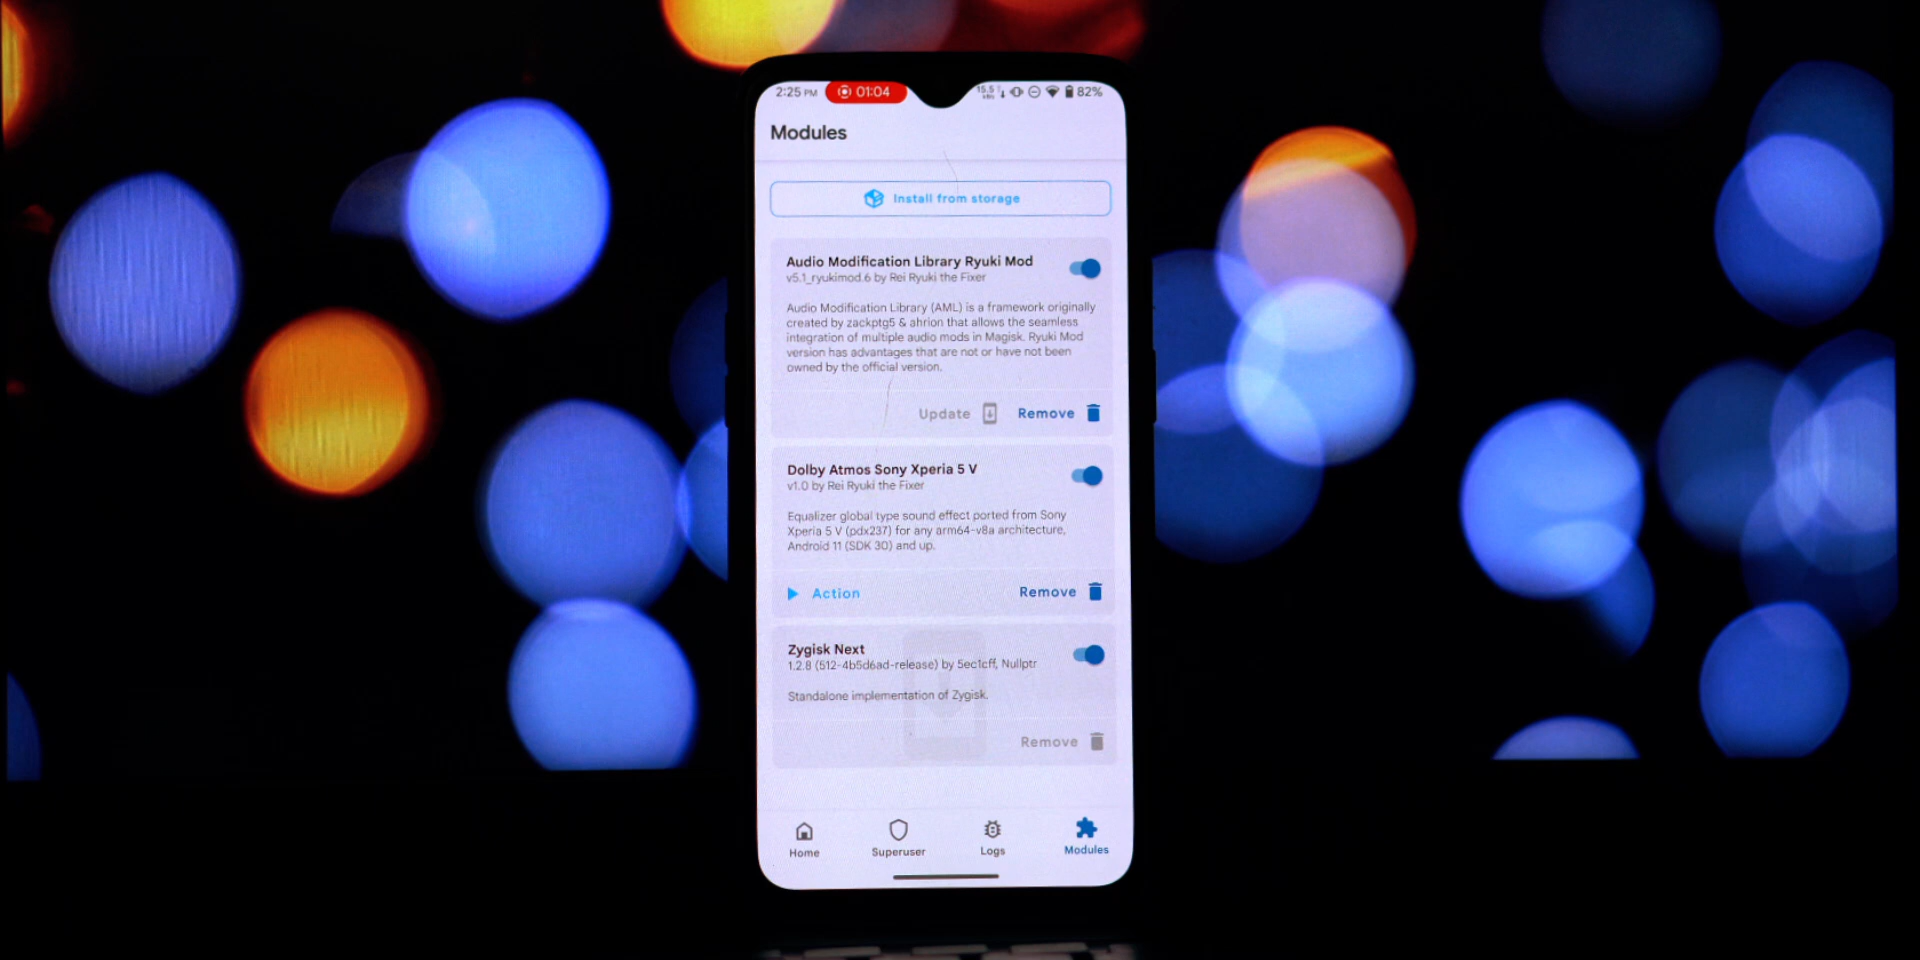 2:25 PM 01:04 15.5 kB/s 82%
Modules
Install from storage
Audio Modification Library Ryuki Mod
v5.1_ryukimod.6 by Rei Ryuki the Fixer
Audio Modification Library (AML) is a framework originally
created by zackptg5 & ahrion that allows the seamless
integration of multiple audio mods in Magisk. Ryuki Mod
version has advantages that are not or have not been
owned by the official version.
Update Remove
Dolby Atmos Sony Xperia 5 V
v1.0 by Rei Ryuki the Fixer
Equalizer global type sound effect ported from Sony
Xperia 5 V (pdx237) for any arm64-v8a architecture,
Android 11 (SDK 30) and up.
Action Remove
Zygisk Next
1.2.8 (512-4b5d6ad-release) by 5ec1cff, Nullptr
Standalone implementation of Zygisk.
Remove
Home Superuser Logs Modules